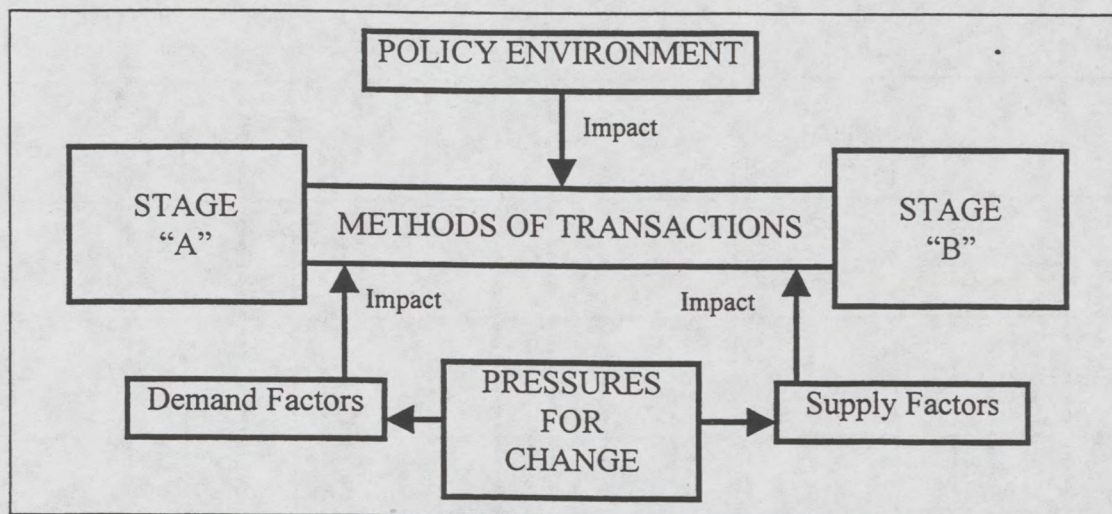 POLICY ENVIRONMENT
Impact
STAGE
“A”
METHODS OF TRANSACTIONS
STAGE
“B”
Impact
Impact
Demand Factors
PRESSURES
FOR
CHANGE
Supply Factors